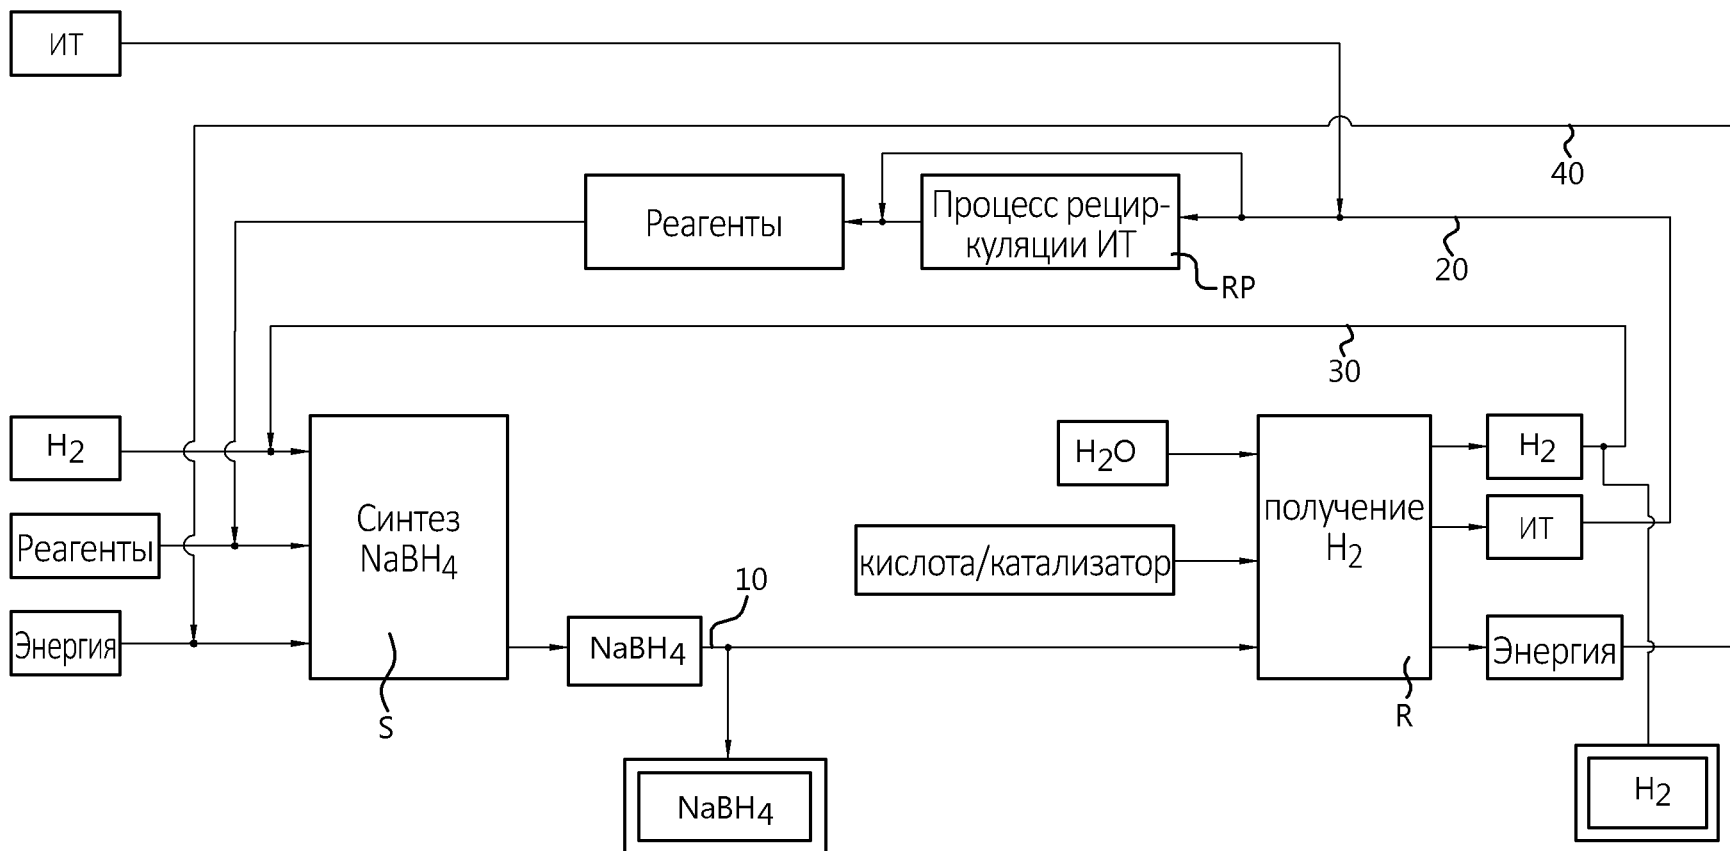 ИТ
40
Реагенты
Процесс рецир-
куляции ИТ
20
RP
30
H2
H2O
H2
Реагенты
Синтез
NaBH4
получение
H2
ИТ
кислота/катализатор
10
Энергия
NaBH4
Энергия
S
R
NaBH4
H2